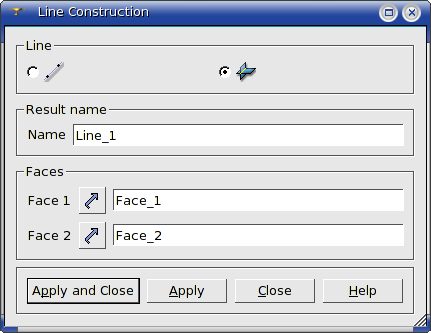 Line Construction
Line
Result name
Name Line_1
Faces
Face 1 Face_1
Face 2 Face_2
Apply and Close Apply Close Help